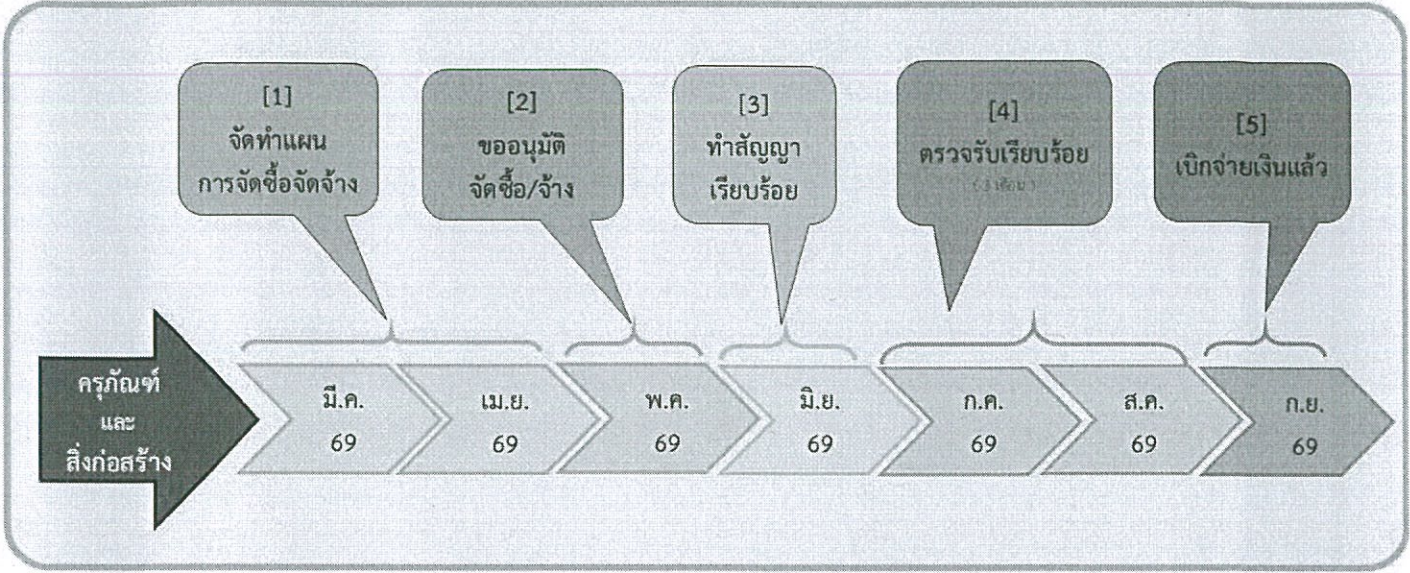 [1]
จัดทำแผน
การจัดซื้อจัดจ้าง
[2]
ขออนุมัติ
จัดซื้อ/จ้าง
[3]
ทำสัญญา
เรียบร้อย
[4]
ตรวจรับเรียบร้อย
( 3 เดือน )
[5]
เบิกจ่ายเงินแล้ว
ครุภัณฑ์
และ
สิ่งก่อสร้าง
มี.ค.
69
เม.ย.
69
พ.ค.
69
มิ.ย.
69
ก.ค.
69
ส.ค.
69
ก.ย.
69